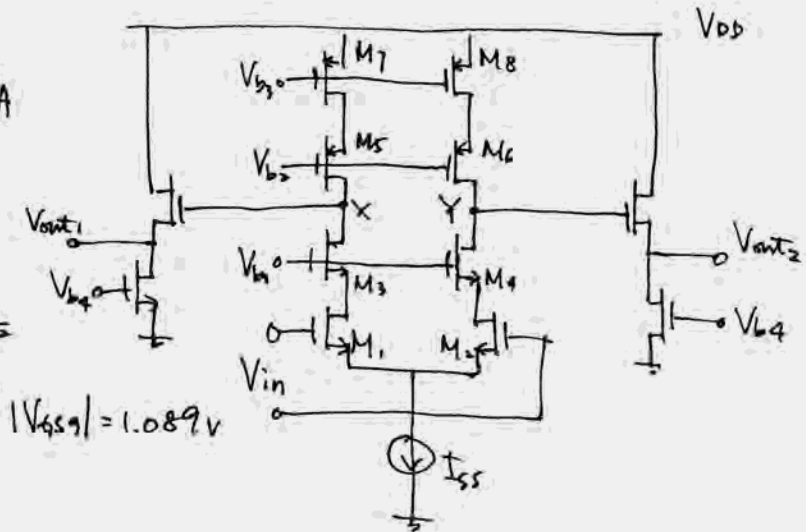 VDD
A
M7
M8
Vb3
M5
M6
Vb2
X
Y
Vout1
Vout2
Vb1
M3
M4
Vb4
Vb4
M1
M2
Vin
|VGS9| = 1.089v
ISS